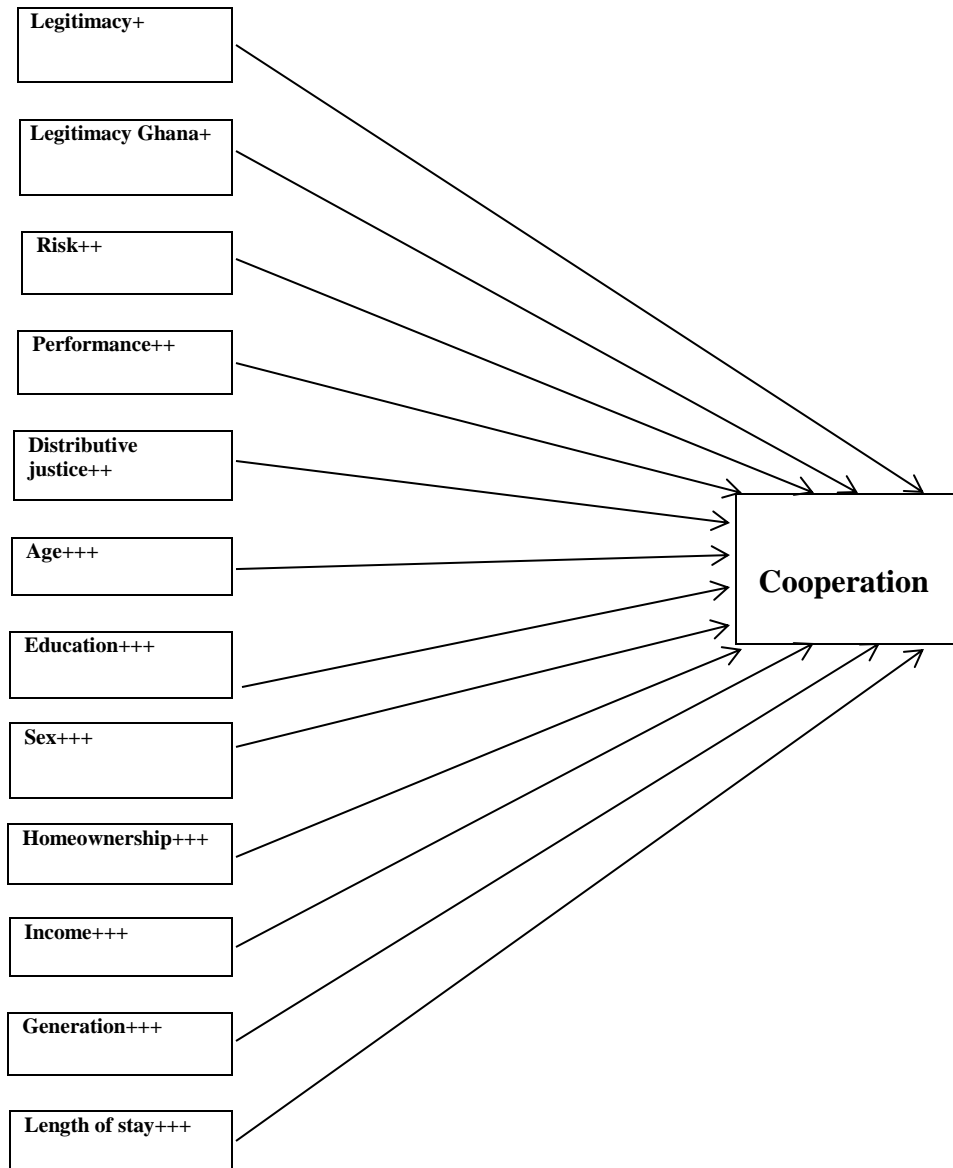 Legitimacy+
Legitimacy Ghana+
Risk++
Performance++
Distributive
justice++
Age+++
Education+++
Sex+++
Homeownership+++
Income+++
Generation+++
Length of stay+++
Cooperation